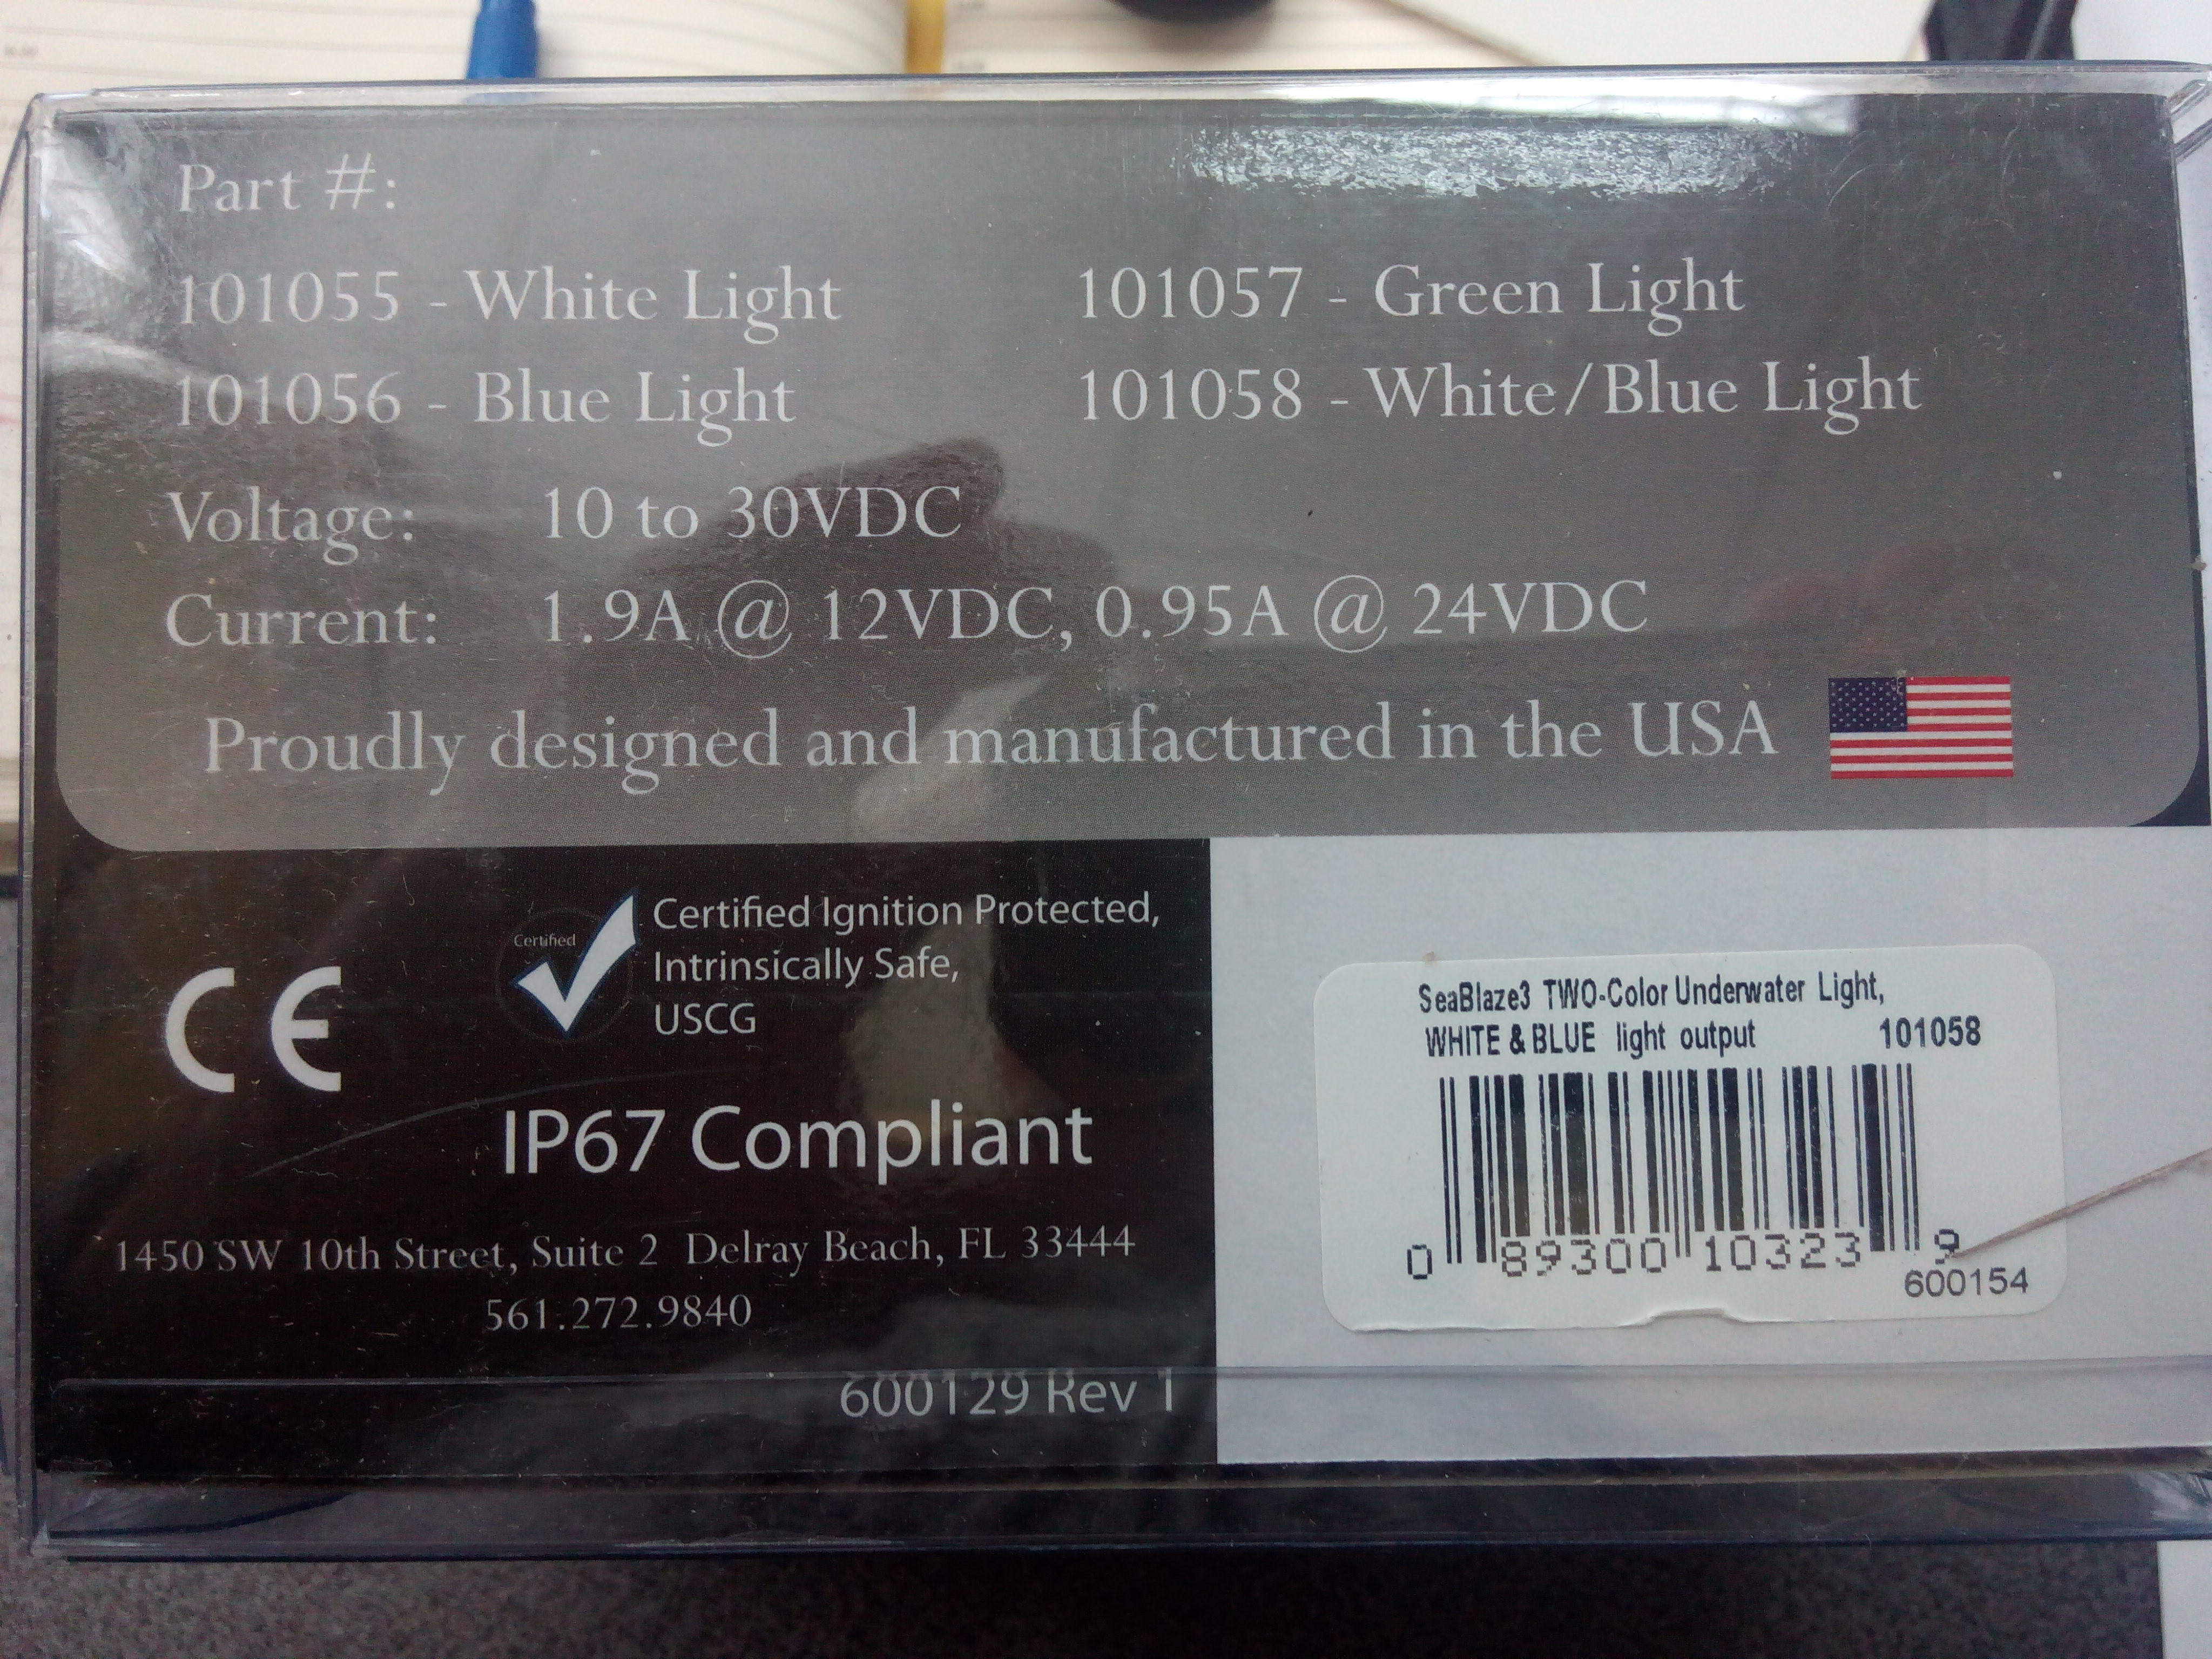 Part #:
101055 - White Light
101057 - Green Light
101056 - Blue Light
101058 - White/Blue Light
Voltage: 10 to 30VDC
Current: 1.9A @ 12VDC, 0.95A @ 24VDC
Proudly designed and manufactured in the USA
CE
Certified
Certified Ignition Protected,
Intrinsically Safe,
USCG
IP67 Compliant
1450 SW 10th Street, Suite 2 Delray Beach, FL 33444
561.272.9840
600129 Rev 1
SeaBlaze3 TWO-Color Underwater Light,
WHITE & BLUE light output 101058
0 89300 10323 9
600154